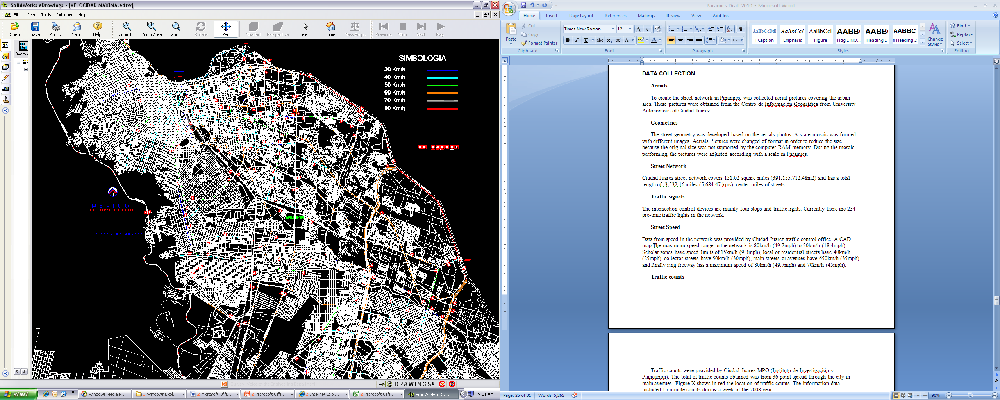 SolidWorks eDrawings - [VELOCIDAD MAXIMA.edrw]
File View Tools Window Help
Open Save Print... Send Help Zoom Fit Zoom Area Zoom Rotate Pan Shaded Perspective Select Home Mass Props Previous Stop Next Play
Overvie
SIMBOLOGIA
30 Km/h
40 Km/h
50 Km/h
60 Km/h
70 Km/h
80 Km/h
MEXICO
CD JUAREZ CHIHUAHUA
SIERRA DE JUAREZ
DRAWINGS®
start
Windows Media P...
3 Windows Expl...
2 Microsoft Offi...
2 Microsoft Offi...
2 Internet Expl...
2 Microsoft Offi...
SolidWorks eDra...
9:51 AM
Paramics Draft 2010 - Microsoft Word
Home Insert Page Layout References Mailings Review View Add-Ins
Paste
Cut
Copy
Format Painter
Clipboard
Times New Roman 12
Font
Paragraph
AaBbCcDdI AaBbCcI AaBbCcI AABB( AABB( AABBC
¶ Caption Emphasis Figure Hdg 1 NO... Heading 1 ¶ Heading 2
Change Styles
Styles
Find
Replace
Select
Editing
DATA COLLECTION
Aerials
To create the street network in Paramics, was collected aerial pictures covering the urban
area. These pictures were obtained from the Centro de Información Geográfica from University
Autonomous of Ciudad Juarez.
Geometrics
The street geometry was developed based on the aerials photos. A scale mosaic was formed
with different images. Aerials Pictures were changed of format in order to reduce the size
because the original size was not supported by the computer RAM memory. During the mosaic
performing, the pictures were adjusted according with a scale in Paramics.
Street Network
Ciudad Juarez street network covers 151.02 square miles (391,155,712.48m2) and has a total
length of 3,532.16 miles (5,684.47 kms) center miles of streets.
Traffic signals
The intersection control devices are mainly four stops and traffic lights. Currently there are 234
pre-time traffic lights in the network.
Street Speed
Data from speed in the network was provided by Ciudad Juarez traffic control office. A CAD
map The maximum speed range in the network is 80km/h (49.7mph) to 30km/h (18.4mph).
Scholar zones have speed limits of 15km/h (9.3mph), local or residential streets have 40km/h
(25mph), collector streets have 50km/h (30mph), main streets or avenues have 650km/h (35mph)
and finally ring freeway has a maximum speed of 80km/h (49.7mph) and 70km/h (45mph).
Traffic counts
Traffic counts were provided by Ciudad Juarez MPO (Instituto de Investigación y
Planeación). The total of traffic counts obtained was from 36 point spread through the city in
main avenues. Figure X shows in red the location of traffic counts. The information data
included 15 minute counts during a week of the 2008 year
Page: 25 of 31 Words: 5,265
90%